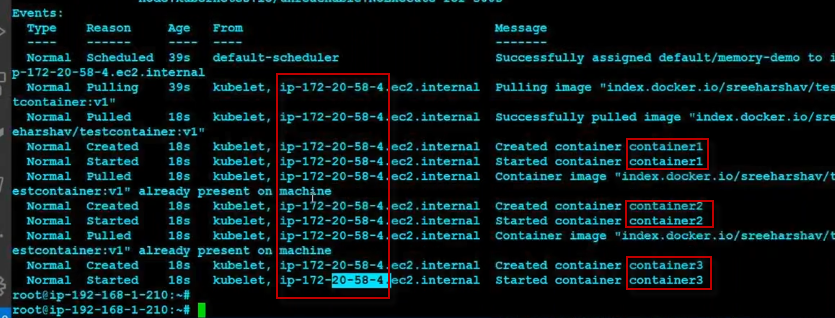 node.kubernetes.io/unreachable:NoExecute for 300s
Events:
Type Reason Age From Message
---- ------ ---- ---- -------
Normal Scheduled 39s default-scheduler Successfully assigned default/memory-demo to i
p-172-20-58-4.ec2.internal
Normal Pulling 39s kubelet, ip-172-20-58-4.ec2.internal Pulling image "index.docker.io/sreeharshav/tes
tcontainer:v1"
Normal Pulled 18s kubelet, ip-172-20-58-4.ec2.internal Successfully pulled image "index.docker.io/sre
eharshav/testcontainer:v1"
Normal Created 18s kubelet, ip-172-20-58-4.ec2.internal Created container container1
Normal Started 18s kubelet, ip-172-20-58-4.ec2.internal Started container container1
Normal Pulled 18s kubelet, ip-172-20-58-4.ec2.internal Container image "index.docker.io/sreeharshav/t
estcontainer:v1" already present on machine
Normal Created 18s kubelet, ip-172-20-58-4.ec2.internal Created container container2
Normal Started 18s kubelet, ip-172-20-58-4.ec2.internal Started container container2
Normal Pulled 18s kubelet, ip-172-20-58-4.ec2.internal Container image "index.docker.io/sreeharshav/t
estcontainer:v1" already present on machine
Normal Created 18s kubelet, ip-172-20-58-4.ec2.internal Created container container3
Normal Started 18s kubelet, ip-172-20-58-4.ec2.internal Started container container3
root@ip-192-168-1-210:~#
root@ip-192-168-1-210:~#